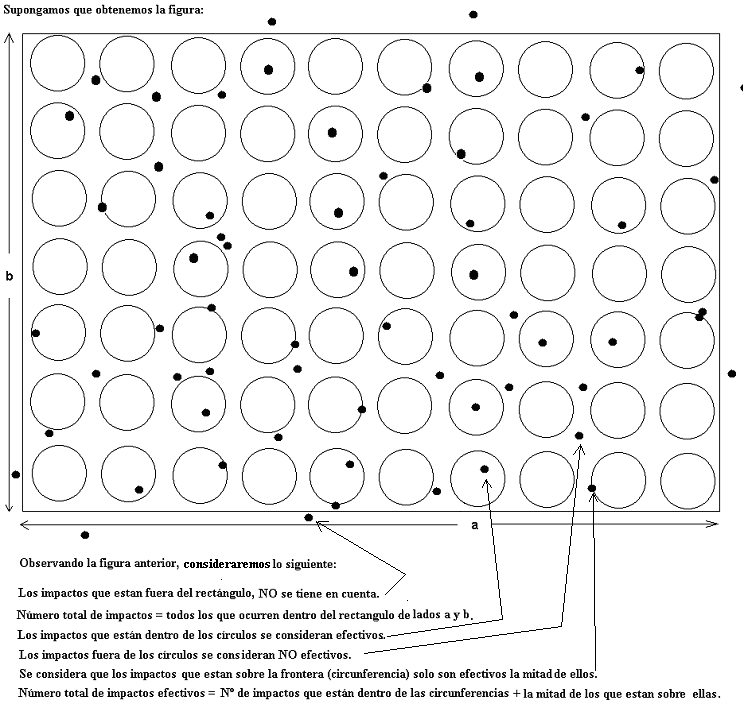 Supongamos que obtenemos la figura:
b
a
Observando la figura anterior, consideraremos lo siguiente:
Los impactos que estan fuera del rectángulo, NO se tiene en cuenta.
Número total de impactos = todos los que ocurren dentro del rectangulo de lados a y b.
Los impactos que están dentro de los círculos se consideran efectivos.
Los impactos fuera de los círculos se consideran NO efectivos.
Se considera que los impactos que estan sobre la frontera (circunferencia) solo son efectivos la mitad de ellos.
Número total de impactos efectivos = Nº de impactos que están dentro de las circunferencias + la mitad de los que estan sobre ellas.